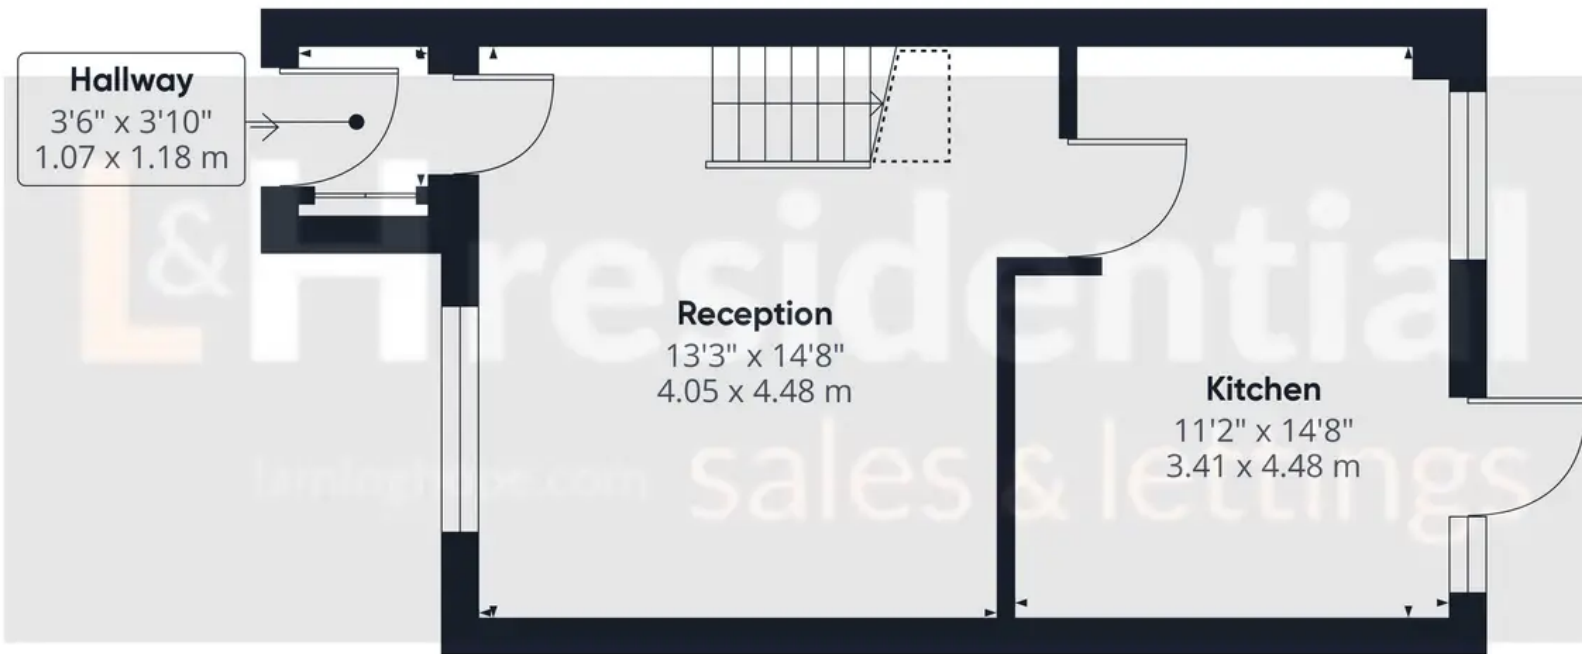 Hallway
3'6" x 3'10"
1.07 x 1.18 m
Reception
13'3" x 14'8"
4.05 x 4.48 m
Kitchen
11'2" x 14'8"
3.41 x 4.48 m
L&Hresidential
sales & lettings